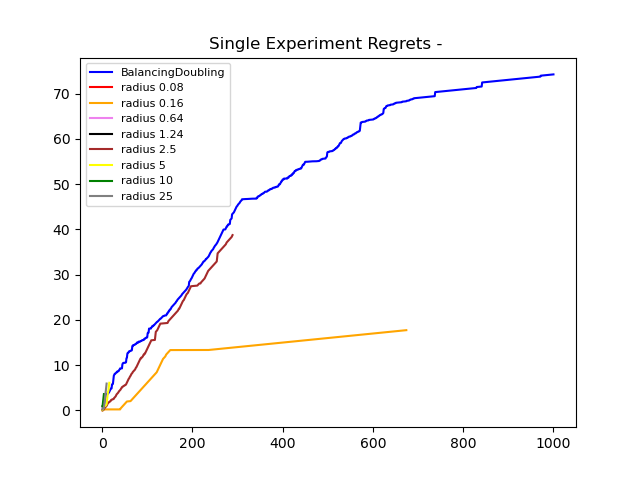 Single Experiment Regrets -
BalancingDoubling
radius 0.08
radius 0.16
radius 0.64
radius 1.24
radius 2.5
radius 5
radius 10
radius 25
70
60
50
40
30
20
10
0
0 200 400 600 800 1000